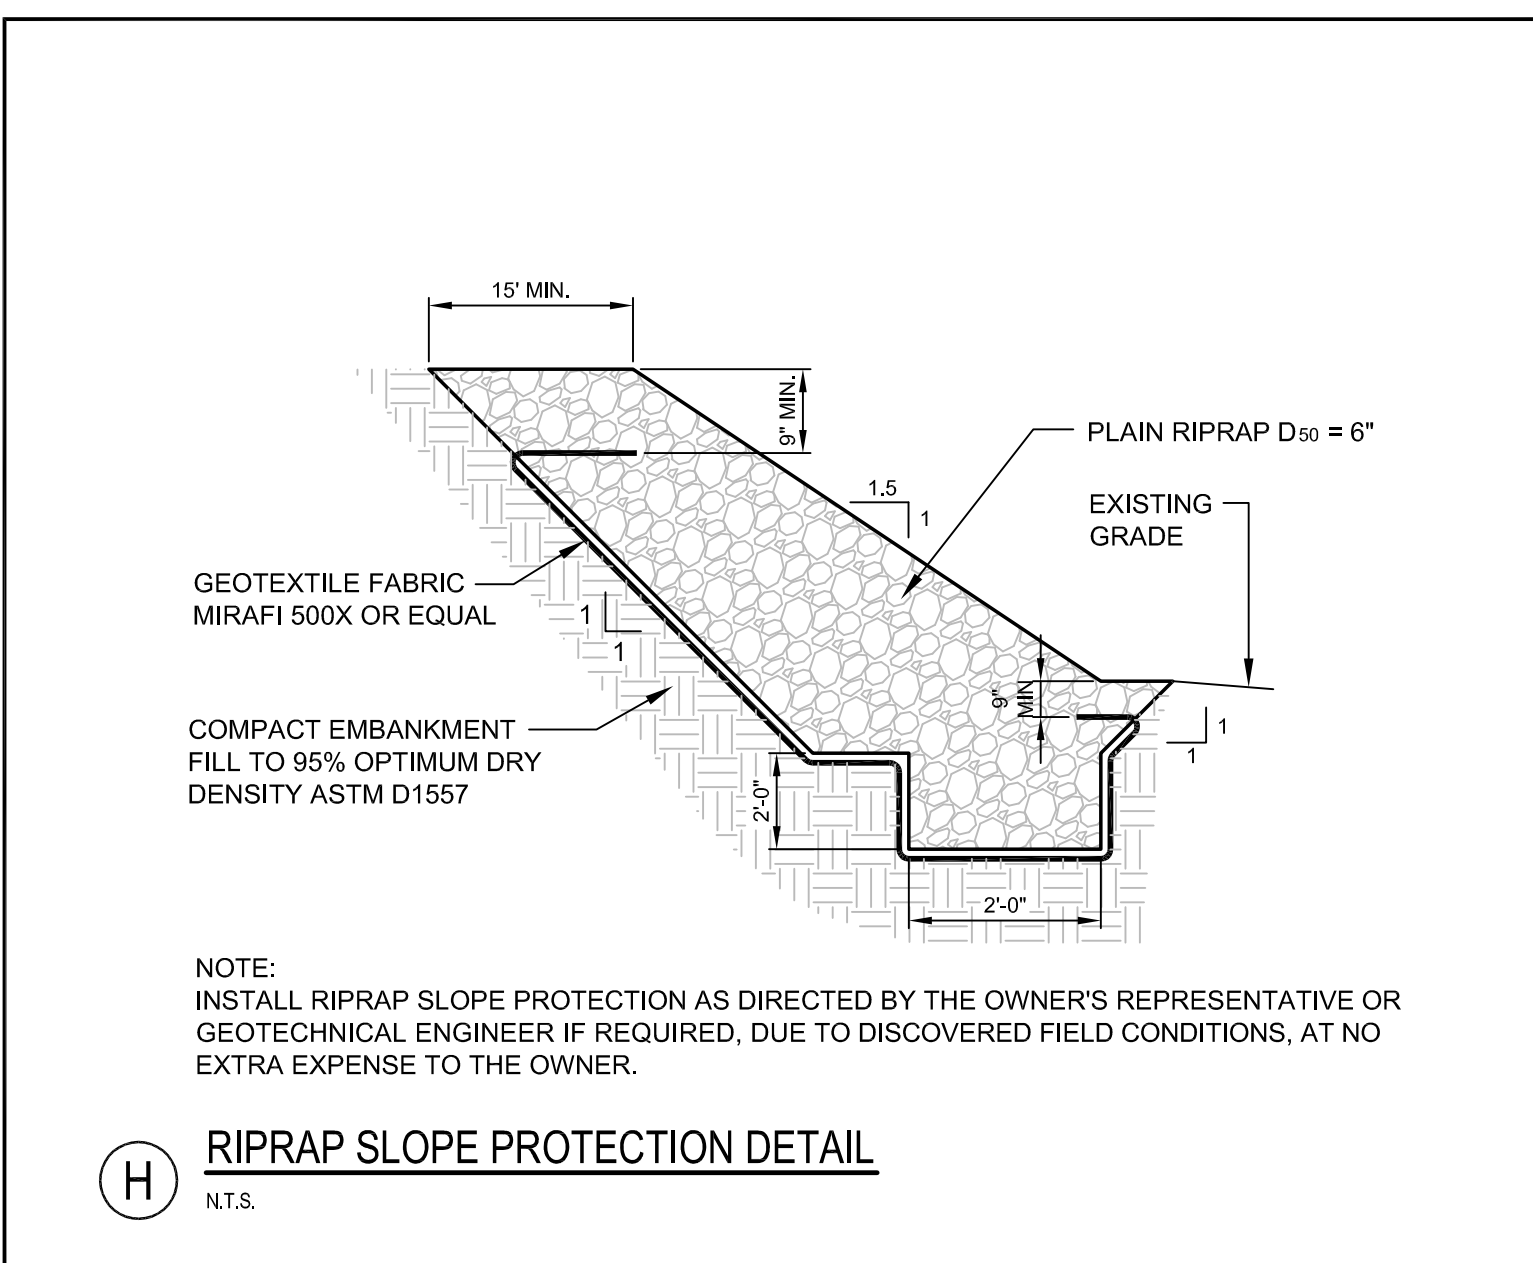 15' MIN.
9" MIN.
PLAIN RIPRAP D50 = 6"
1.5
1
EXISTING
GRADE
GEOTEXTILE FABRIC
MIRAFI 500X OR EQUAL
1
1
9"
MIN
1
1
COMPACT EMBANKMENT
FILL TO 95% OPTIMUM DRY
DENSITY ASTM D1557
2'-0"
2'-0"
NOTE:
INSTALL RIPRAP SLOPE PROTECTION AS DIRECTED BY THE OWNER'S REPRESENTATIVE OR
GEOTECHNICAL ENGINEER IF REQUIRED, DUE TO DISCOVERED FIELD CONDITIONS, AT NO
EXTRA EXPENSE TO THE OWNER.
H
RIPRAP SLOPE PROTECTION DETAIL
N.T.S.